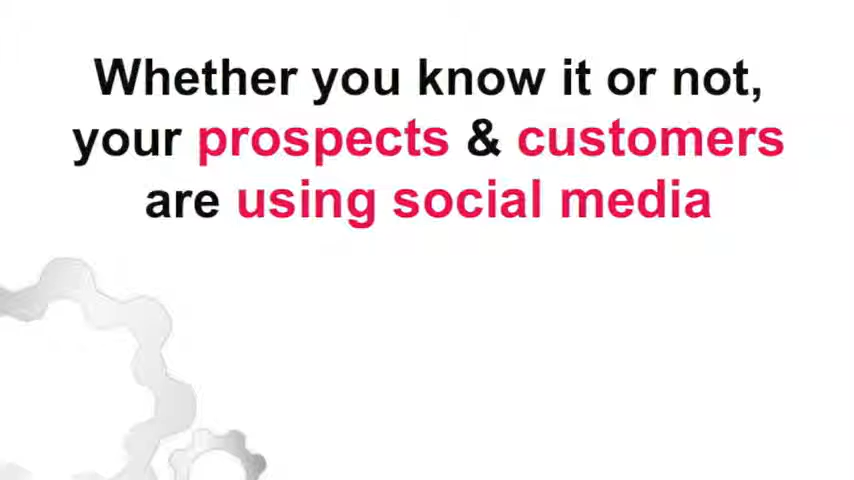 Whether you know it or not,
your prospects & customers
are using social media